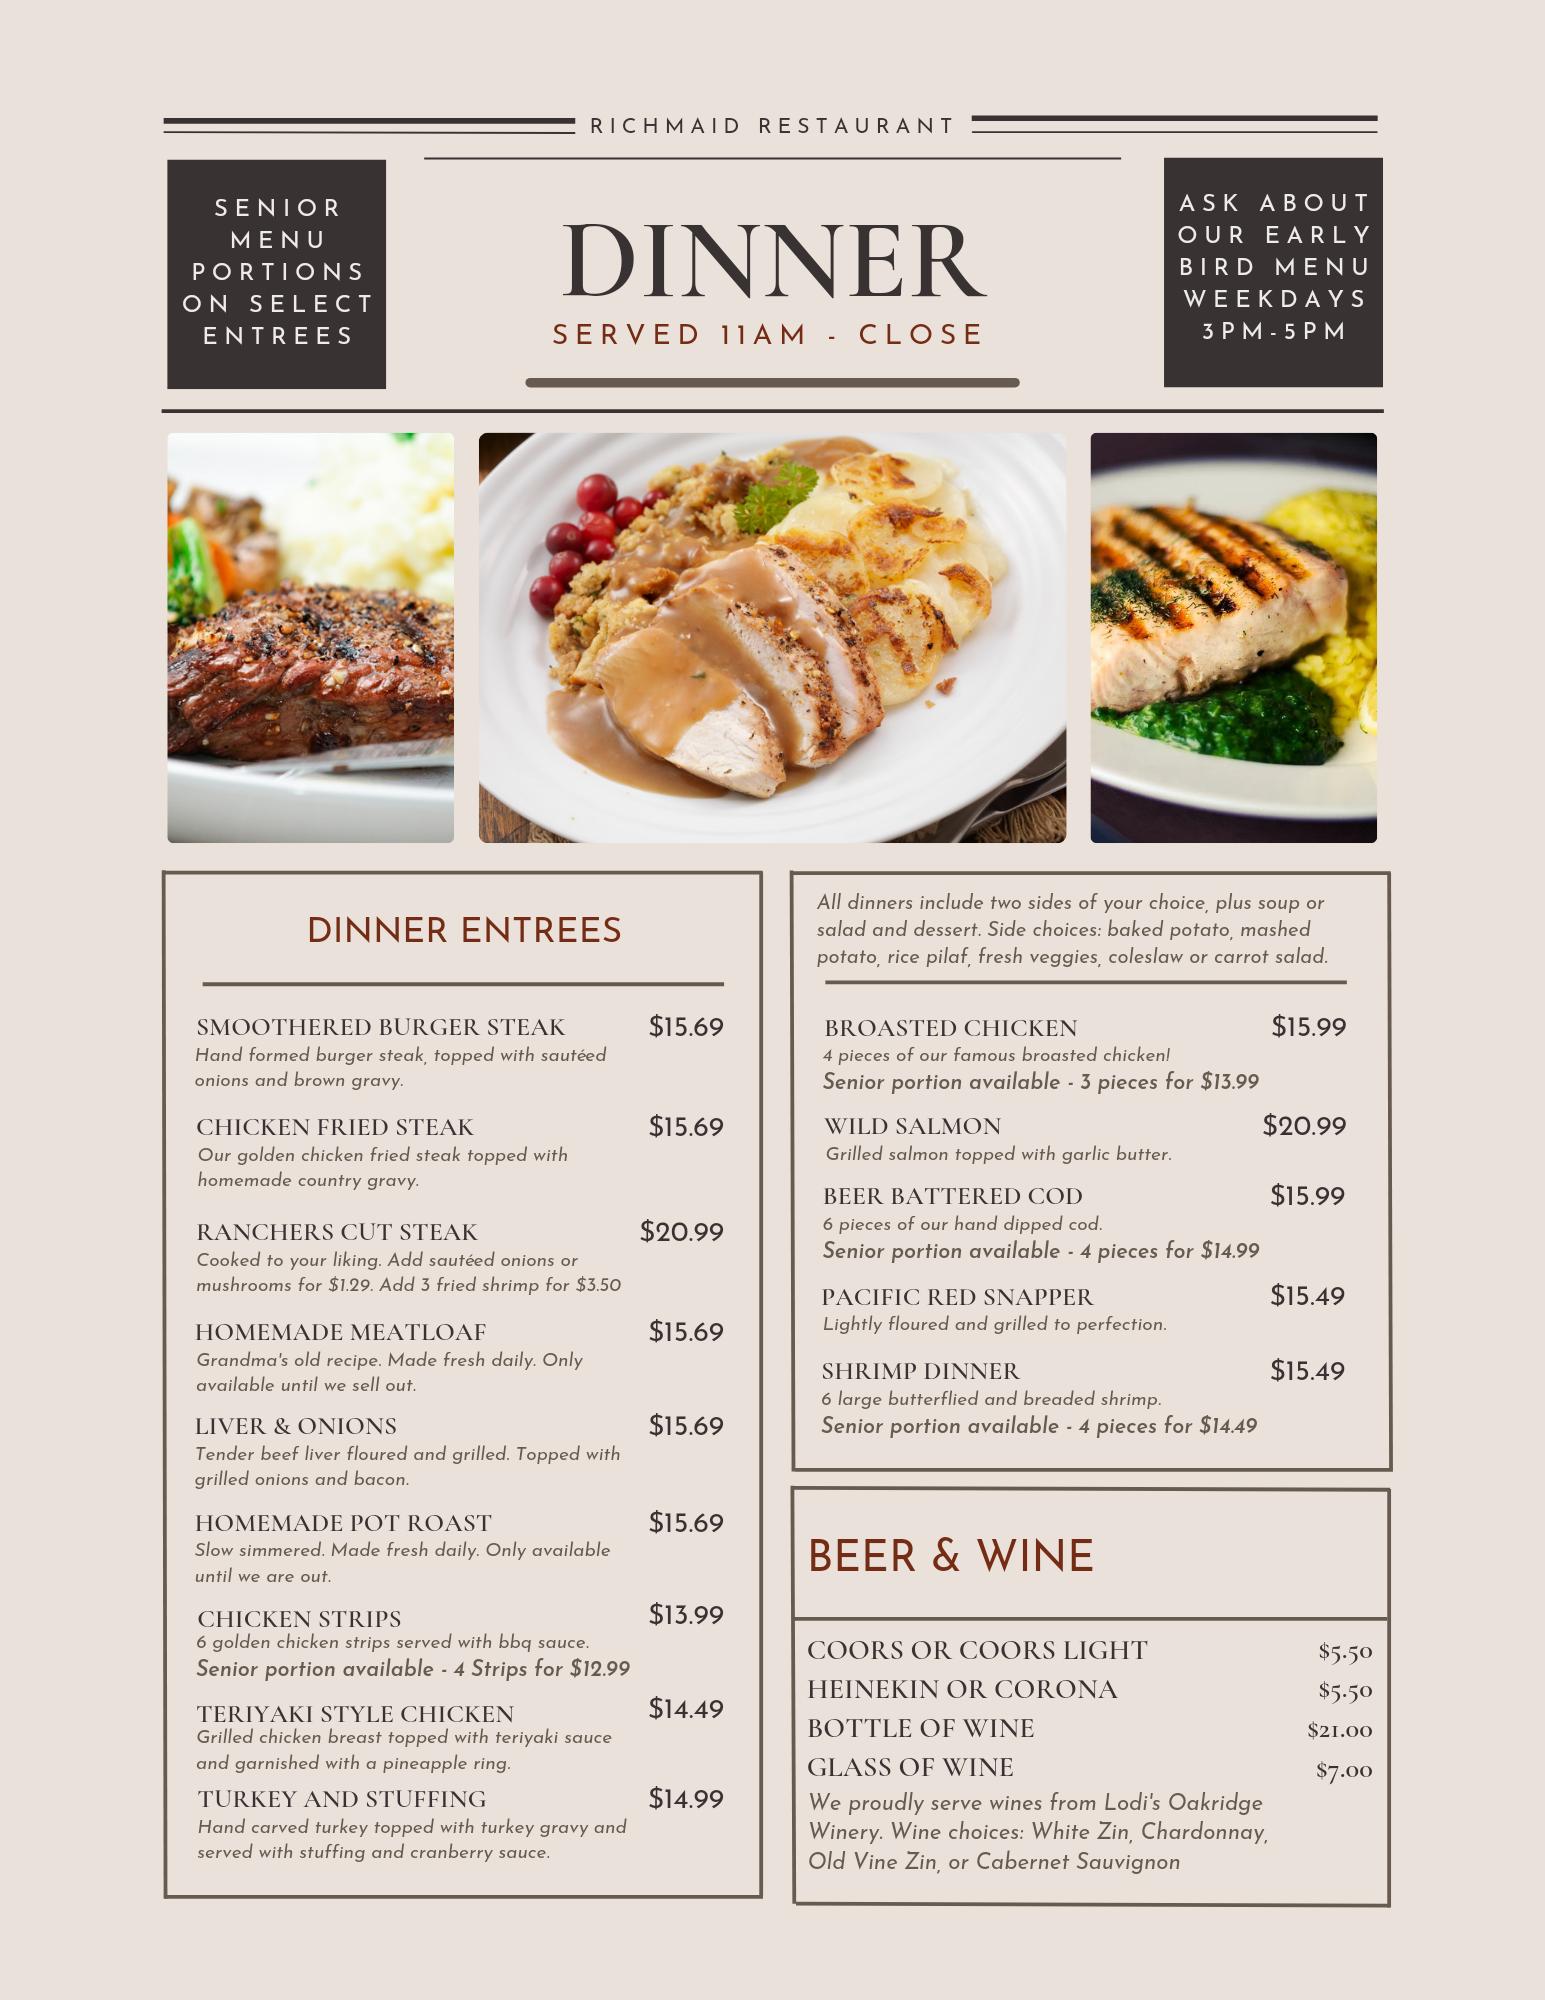 RICHMAID RESTAURANT
SENIOR
MENU
PORTIONS
ON SELECT
ENTREES
DINNER
SERVED 11AM - CLOSE
ASK ABOUT
OUR EARLY
BIRD MENU
WEEKDAYS
3PM-5PM
DINNER ENTREES
SMOOTHERED BURGER STEAK $15.69
Hand formed burger steak, topped with sautéed
onions and brown gravy.
CHICKEN FRIED STEAK $15.69
Our golden chicken fried steak topped with
homemade country gravy.
RANCHERS CUT STEAK $20.99
Cooked to your liking. Add sautéed onions or
mushrooms for $1.29. Add 3 fried shrimp for $3.50
HOMEMADE MEATLOAF $15.69
Grandma's old recipe. Made fresh daily. Only
available until we sell out.
LIVER & ONIONS $15.69
Tender beef liver floured and grilled. Topped with
grilled onions and bacon.
HOMEMADE POT ROAST $15.69
Slow simmered. Made fresh daily. Only available
until we are out.
CHICKEN STRIPS $13.99
6 golden chicken strips served with bbq sauce.
Senior portion available - 4 Strips for $12.99
TERIYAKI STYLE CHICKEN $14.49
Grilled chicken breast topped with teriyaki sauce
and garnished with a pineapple ring.
TURKEY AND STUFFING $14.99
Hand carved turkey topped with turkey gravy and
served with stuffing and cranberry sauce.
All dinners include two sides of your choice, plus soup or
salad and dessert. Side choices: baked potato, mashed
potato, rice pilaf, fresh veggies, coleslaw or carrot salad.
BROASTED CHICKEN $15.99
4 pieces of our famous broasted chicken!
Senior portion available - 3 pieces for $13.99
WILD SALMON $20.99
Grilled salmon topped with garlic butter.
BEER BATTERED COD $15.99
6 pieces of our hand dipped cod.
Senior portion available - 4 pieces for $14.99
PACIFIC RED SNAPPER $15.49
Lightly floured and grilled to perfection.
SHRIMP DINNER $15.49
6 large butterflied and breaded shrimp.
Senior portion available - 4 pieces for $14.49
BEER & WINE
COORS OR COORS LIGHT $5.50
HEINEKIN OR CORONA $5.50
BOTTLE OF WINE $21.00
GLASS OF WINE $7.00
We proudly serve wines from Lodi's Oakridge
Winery. Wine choices: White Zin, Chardonnay,
Old Vine Zin, or Cabernet Sauvignon